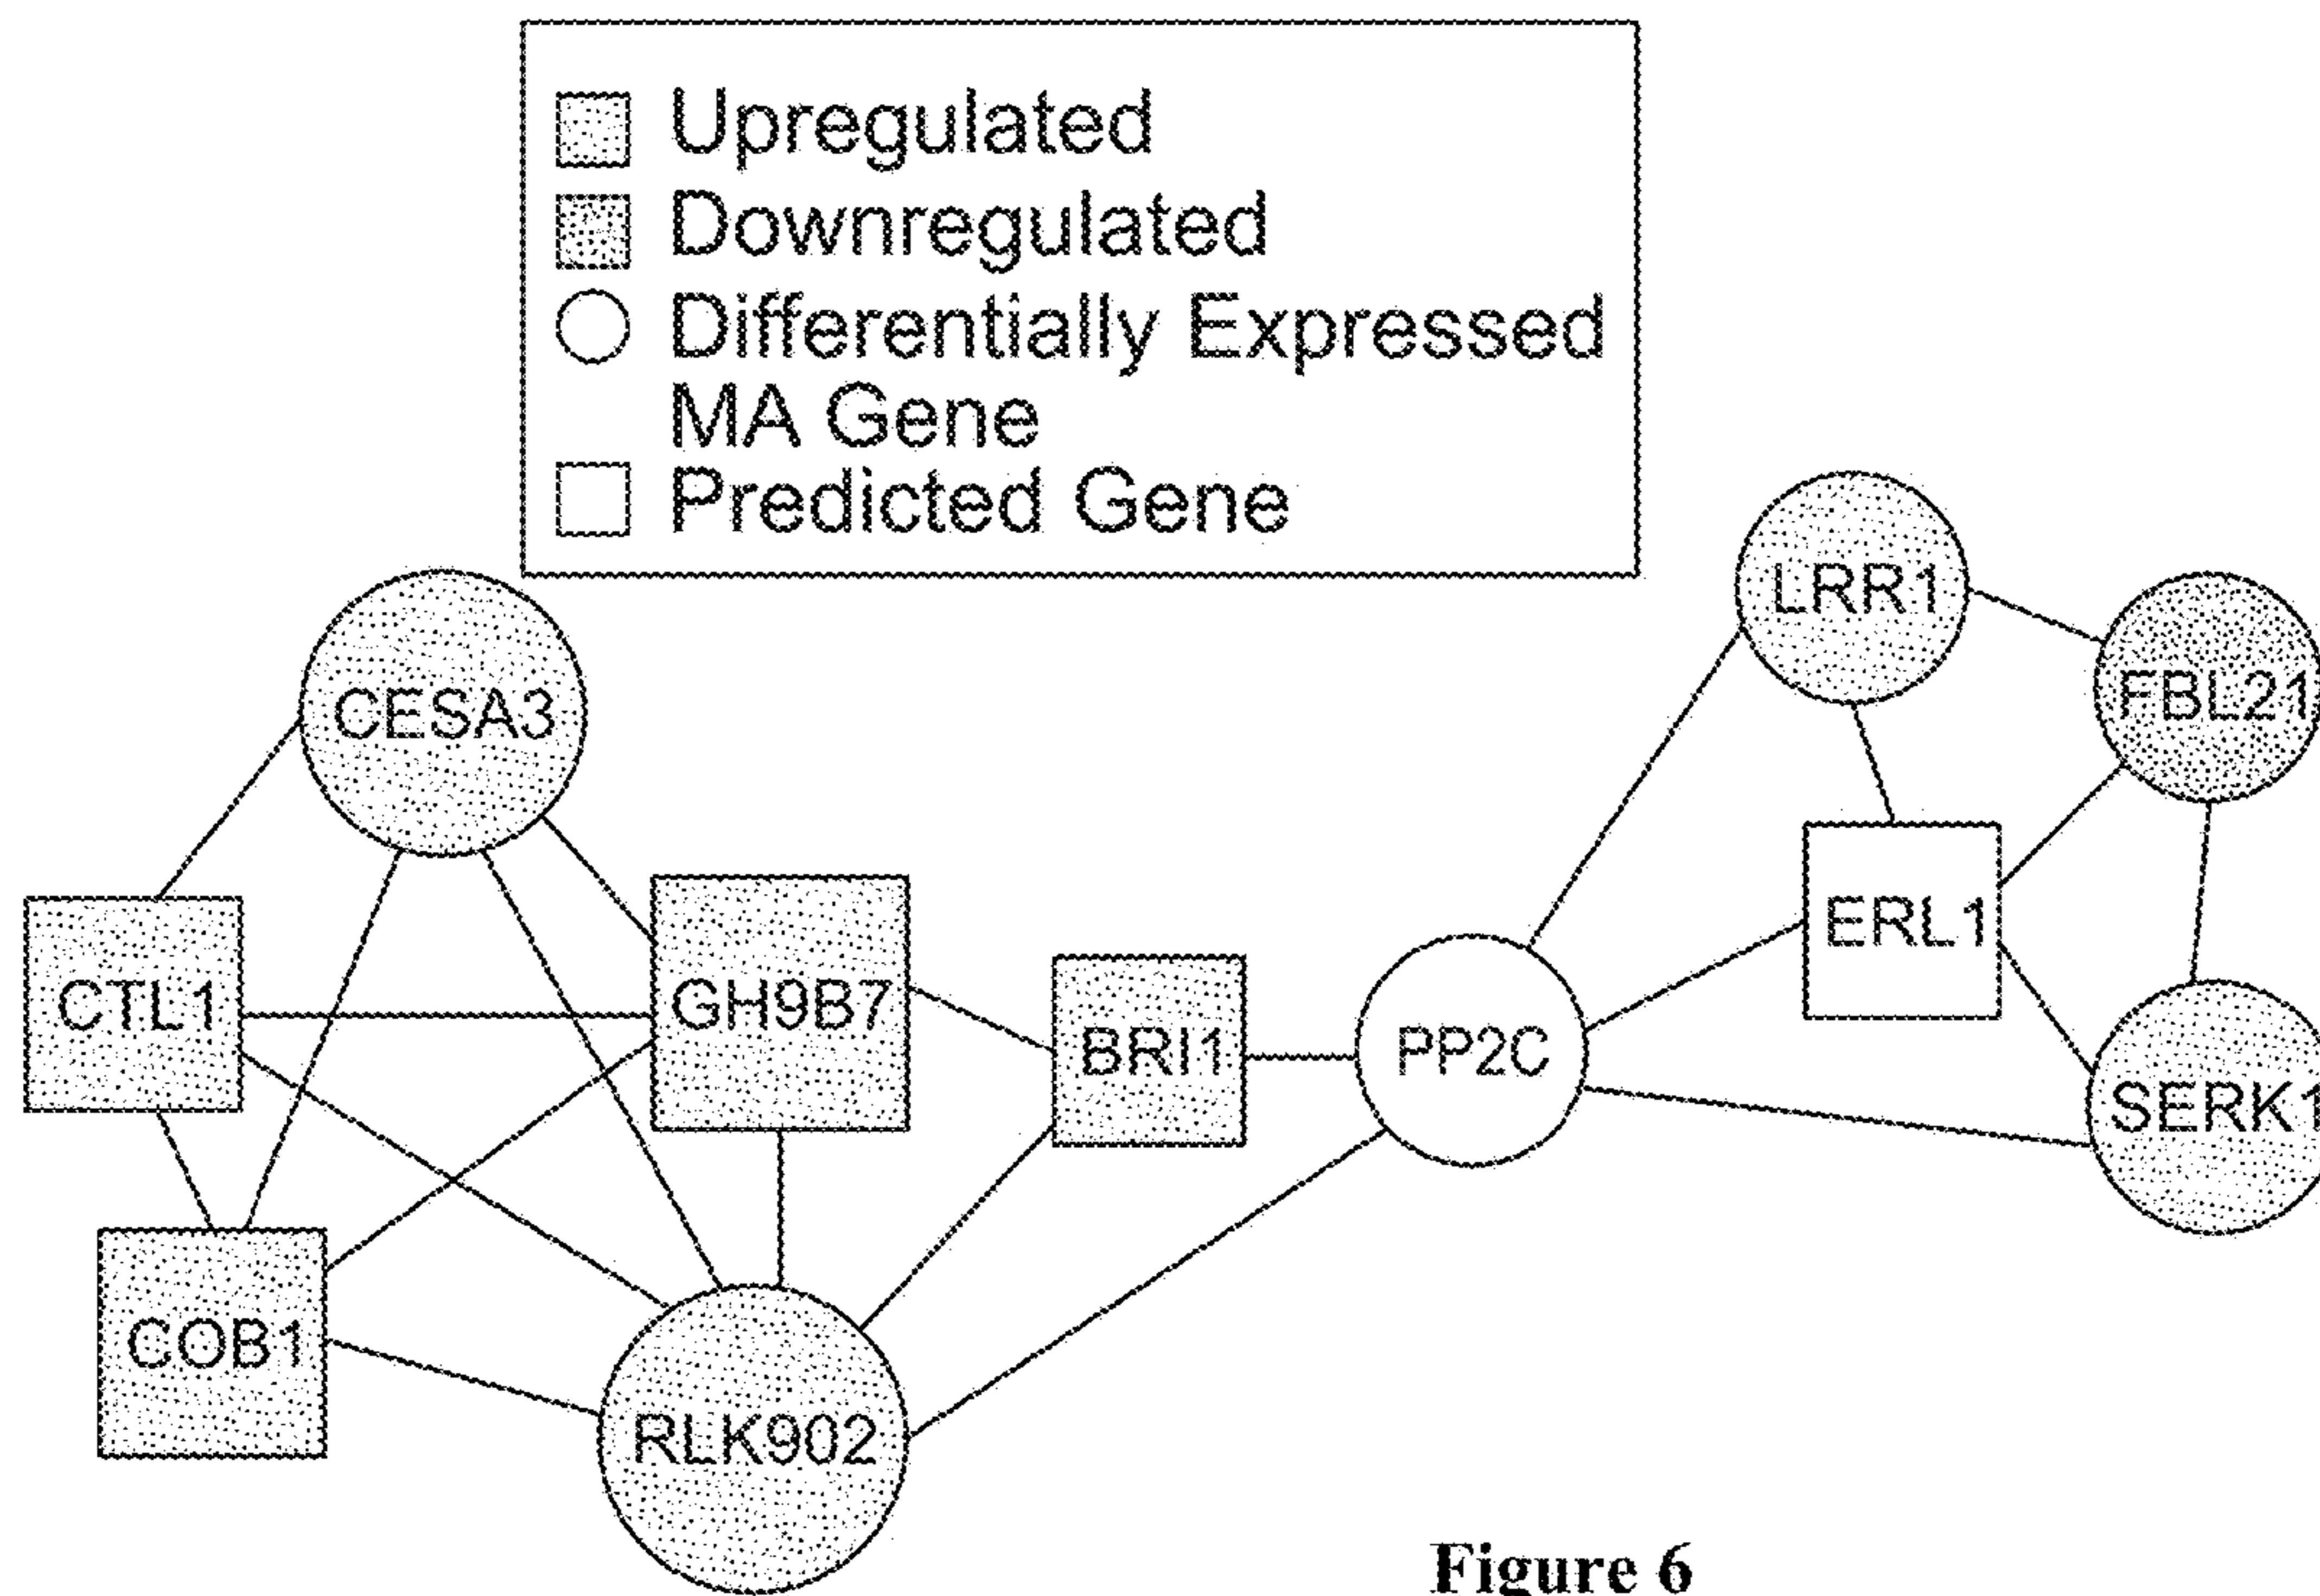 Upregulated
Downregulated
Differentially Expressed
MA Gene
Predicted Gene
LRR1
FBL21
CESA3
ERL1
CTL1
GH9B7
BRI1
PP2C
SERK1
COB1
RLK902
Figure 6